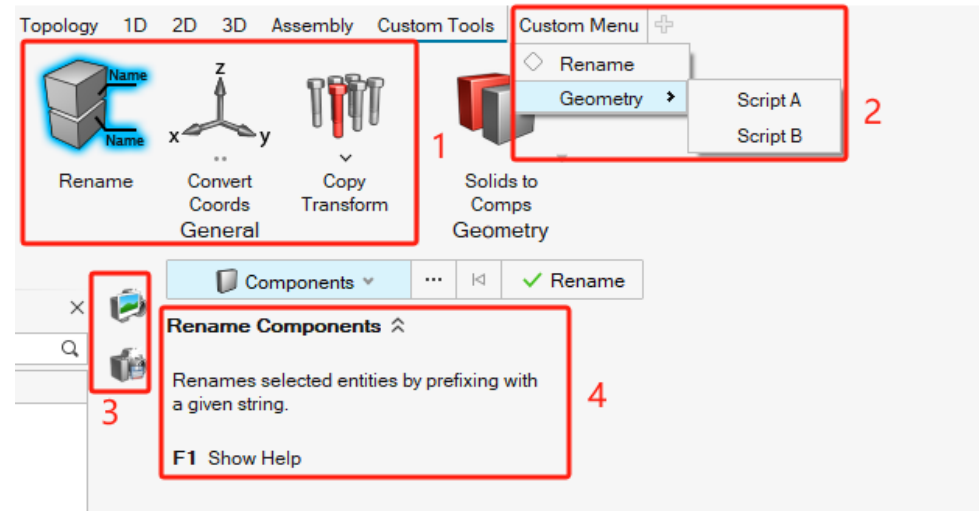 Topology 1D 2D 3D Assembly Custom Tools Custom Menu
Name
Name
z
x
y
Rename
Geometry
Script A
Script B
1
2
Rename
Convert
Coords
Copy
Transform
General
Solids to
Comps
Geometry
Components
Rename
Rename Components
Renames selected entities by prefixing with
a given string.
F1 Show Help
3
4